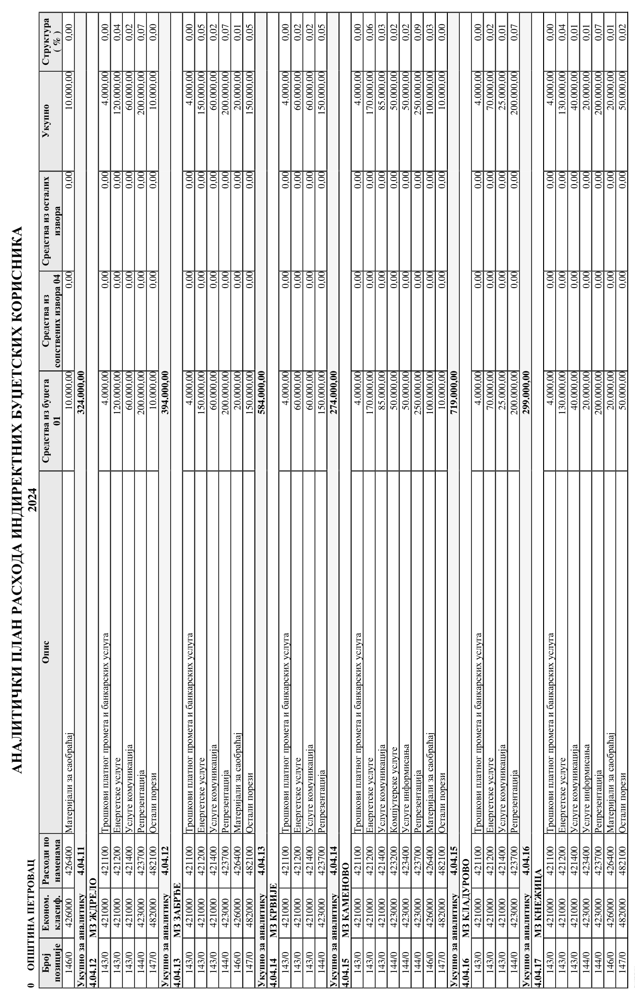 АНАЛИТИЧКИ ПЛАН РАСХОДА ИНДИРЕКТНИХ БУЏЕТСКИХ КОРИСНИКА
2024
0 ОПШТИНА ПЕТРОВАЦ
Број позиције Економ. класиф. Расходи по наменама Опис Средства из буџета 01 Средства из сопствених извора 04 Средства из осталих извора Укупно Структура ( % )
146/0 426000 426400 Материјали за саобраћај 10.000,00 0,00 0,00 10.000,00 0,00
Укупно за аналитику 4.04.11 324.000,00
4.04.12 МЗ ЖДРЕЛО
143/0 421000 421100 Трошкови платног промета и банкарских услуга 4.000,00 0,00 0,00 4.000,00 0,00
143/0 421000 421200 Енергетске услуге 120.000,00 0,00 0,00 120.000,00 0,04
143/0 421000 421400 Услуге комуникација 60.000,00 0,00 0,00 60.000,00 0,02
144/0 423000 423700 Репрезентација 200.000,00 0,00 0,00 200.000,00 0,07
147/0 482000 482100 Остали порези 10.000,00 0,00 0,00 10.000,00 0,00
Укупно за аналитику 4.04.12 394.000,00
4.04.13 МЗ ЗАБРЂЕ
143/0 421000 421100 Трошкови платног промета и банкарских услуга 4.000,00 0,00 0,00 4.000,00 0,00
143/0 421000 421200 Енергетске услуге 150.000,00 0,00 0,00 150.000,00 0,05
143/0 421000 421400 Услуге комуникација 60.000,00 0,00 0,00 60.000,00 0,02
144/0 423000 423700 Репрезентација 200.000,00 0,00 0,00 200.000,00 0,07
146/0 426000 426400 Материјали за саобраћај 20.000,00 0,00 0,00 20.000,00 0,01
147/0 482000 482100 Остали порези 150.000,00 0,00 0,00 150.000,00 0,05
Укупно за аналитику 4.04.13 584.000,00
4.04.14 МЗ КРВИЈЕ
143/0 421000 421100 Трошкови платног промета и банкарских услуга 4.000,00 0,00 0,00 4.000,00 0,00
143/0 421000 421200 Енергетске услуге 60.000,00 0,00 0,00 60.000,00 0,02
143/0 421000 421400 Услуге комуникација 60.000,00 0,00 0,00 60.000,00 0,02
144/0 423000 423700 Репрезентација 150.000,00 0,00 0,00 150.000,00 0,05
Укупно за аналитику 4.04.14 274.000,00
4.04.15 МЗ КАМЕНОВО
143/0 421000 421100 Трошкови платног промета и банкарских услуга 4.000,00 0,00 0,00 4.000,00 0,00
143/0 421000 421200 Енергетске услуге 170.000,00 0,00 0,00 170.000,00 0,06
143/0 421000 421400 Услуге комуникација 85.000,00 0,00 0,00 85.000,00 0,03
144/0 423000 423200 Компјутерске услуге 50.000,00 0,00 0,00 50.000,00 0,02
144/0 423000 423400 Услуге информисања 50.000,00 0,00 0,00 50.000,00 0,02
144/0 423000 423700 Репрезентација 250.000,00 0,00 0,00 250.000,00 0,09
146/0 426000 426400 Материјали за саобраћај 100.000,00 0,00 0,00 100.000,00 0,03
147/0 482000 482100 Остали порези 10.000,00 0,00 0,00 10.000,00 0,00
Укупно за аналитику 4.04.15 719.000,00
4.04.16 МЗ КЛАДУРОВО
143/0 421000 421100 Трошкови платног промета и банкарских услуга 4.000,00 0,00 0,00 4.000,00 0,00
143/0 421000 421200 Енергетске услуге 70.000,00 0,00 0,00 70.000,00 0,02
143/0 421000 421400 Услуге комуникација 25.000,00 0,00 0,00 25.000,00 0,01
144/0 423000 423700 Репрезентација 200.000,00 0,00 0,00 200.000,00 0,07
Укупно за аналитику 4.04.16 299.000,00
4.04.17 МЗ КНЕЖИЦА
143/0 421000 421100 Трошкови платног промета и банкарских услуга 4.000,00 0,00 0,00 4.000,00 0,00
143/0 421000 421200 Енергетске услуге 130.000,00 0,00 0,00 130.000,00 0,04
143/0 421000 421400 Услуге комуникација 40.000,00 0,00 0,00 40.000,00 0,01
144/0 423000 423400 Услуге информисања 20.000,00 0,00 0,00 20.000,00 0,01
144/0 423000 423700 Репрезентација 200.000,00 0,00 0,00 200.000,00 0,07
146/0 426000 426400 Материјали за саобраћај 20.000,00 0,00 0,00 20.000,00 0,01
147/0 482000 482100 Остали порези 50.000,00 0,00 0,00 50.000,00 0,02